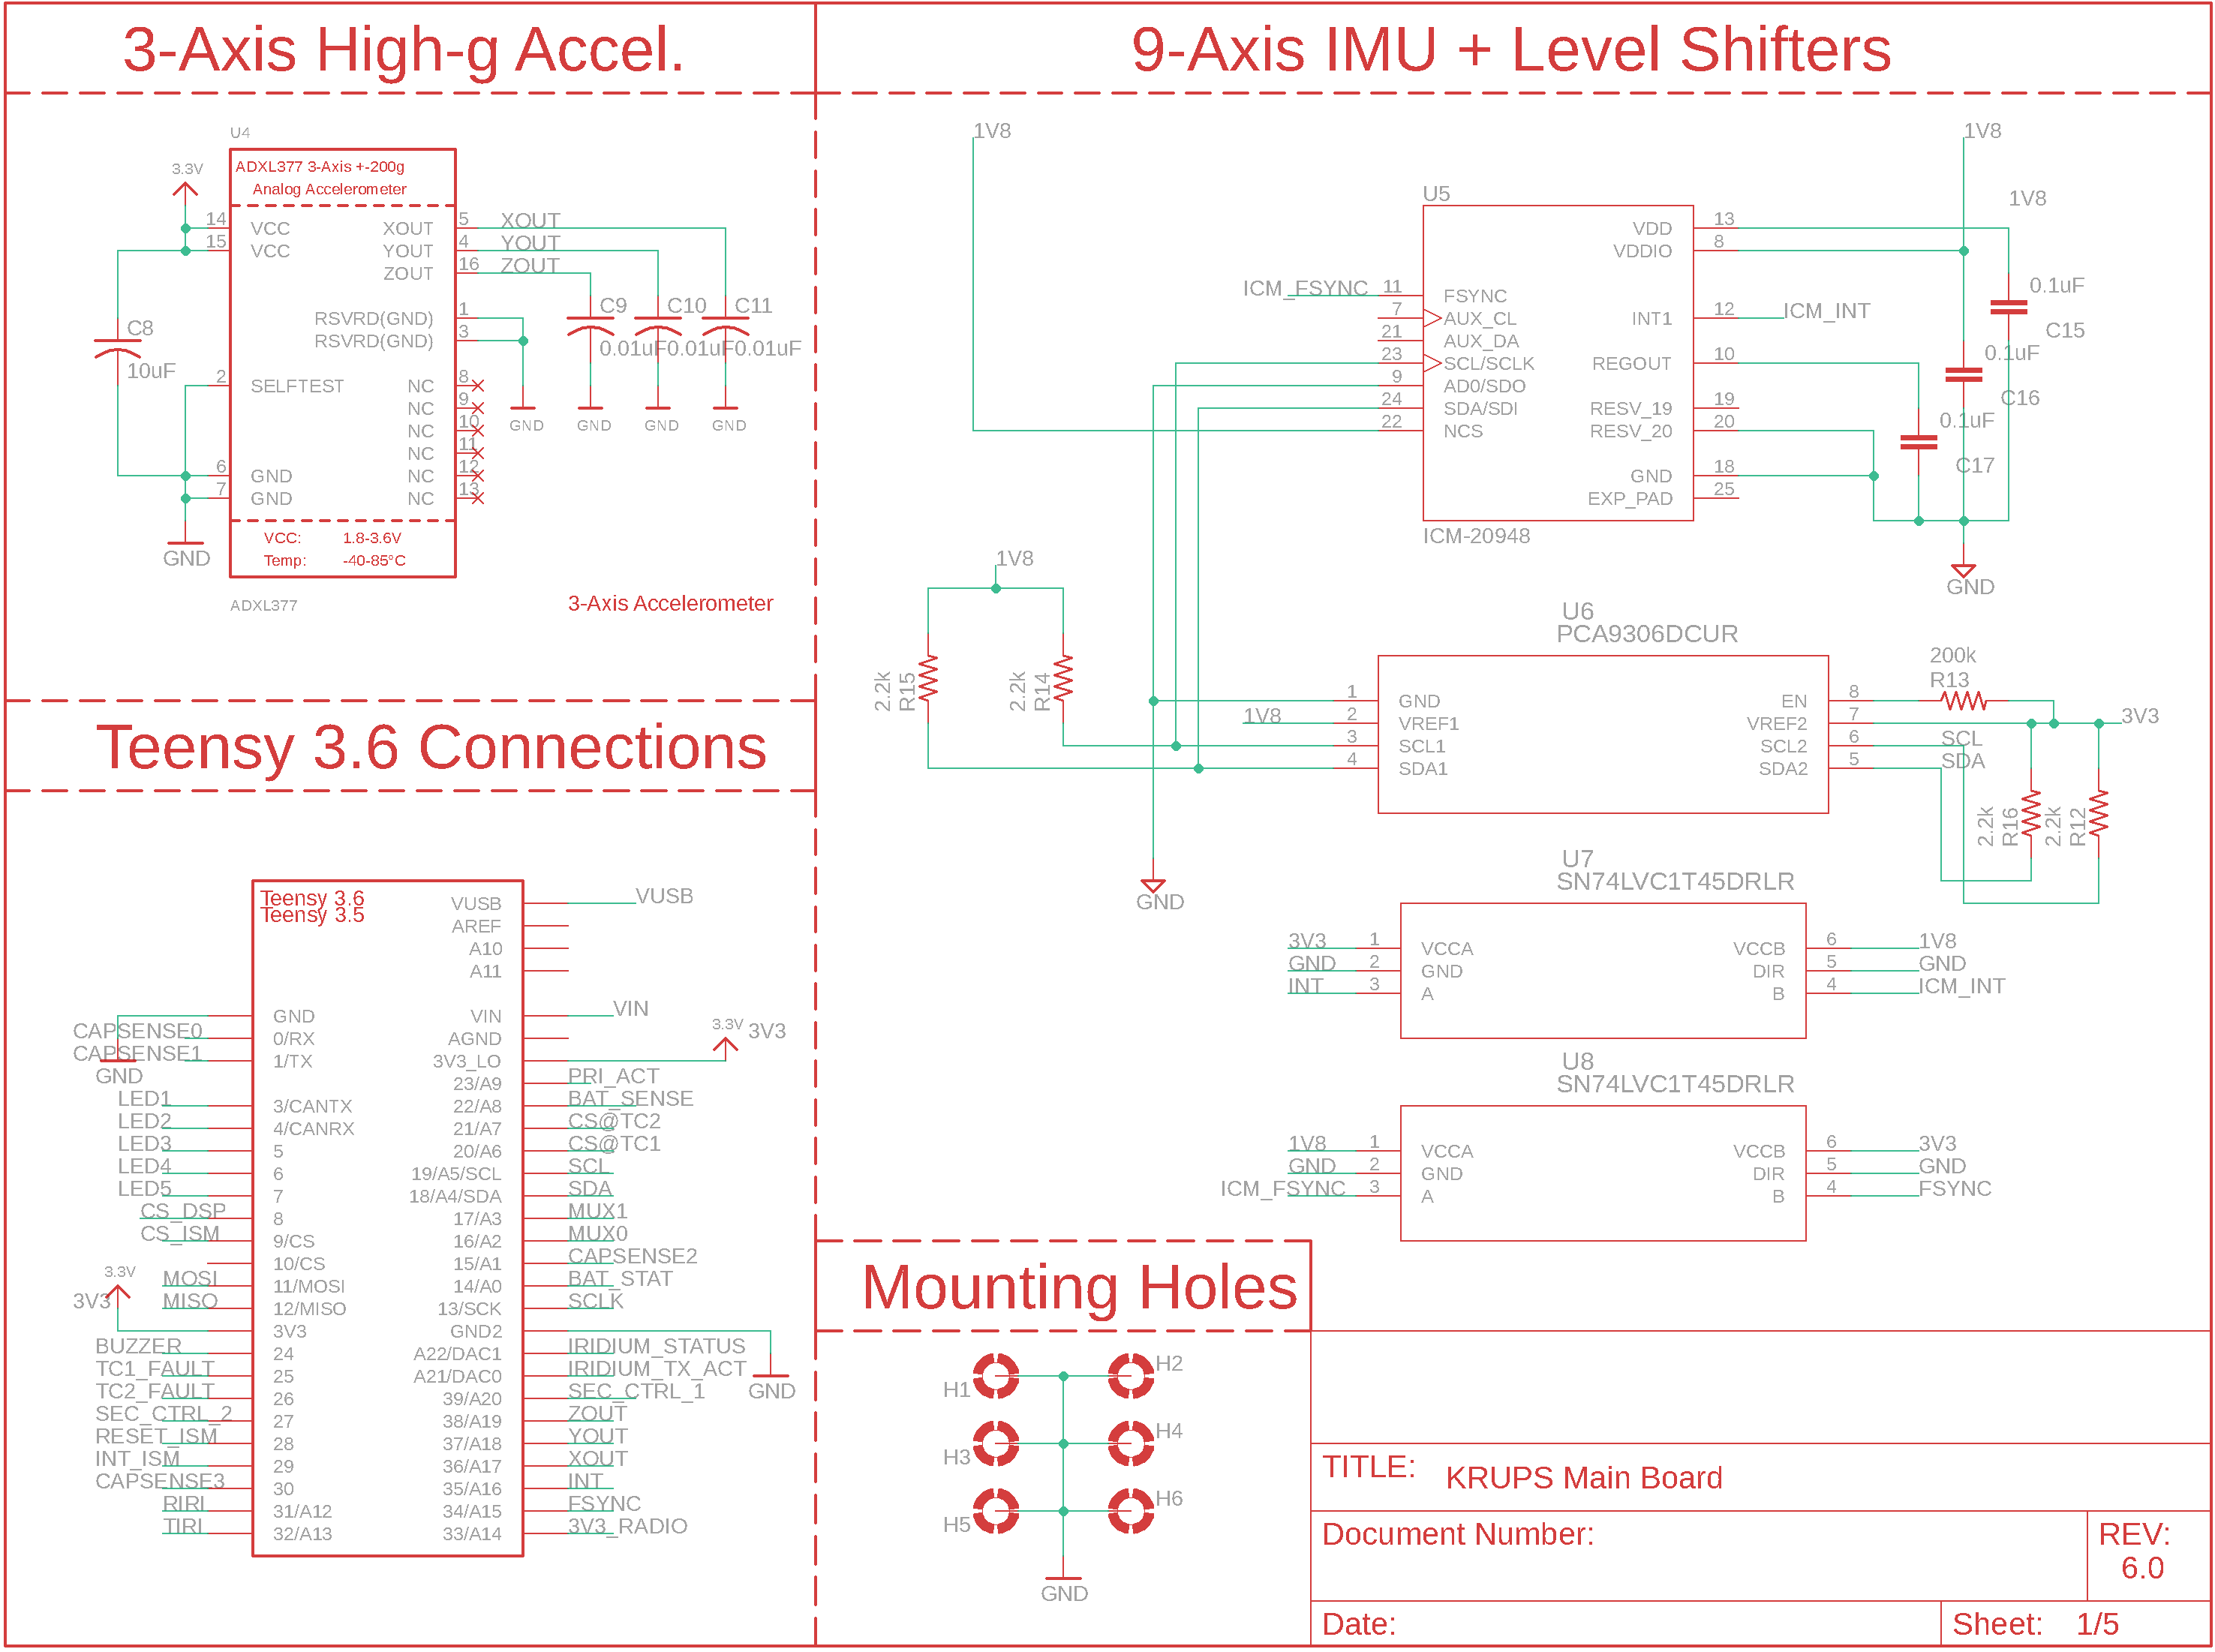 3-Axis High-g Accel.
U4
ADXL377 3-Axis +-200g
Analog Accelerometer
3.3V
14 VCC XOUT 5 XOUT
15 VCC YOUT 4 YOUT
ZOUT 16 ZOUT
RSVRD(GND) 1
RSVRD(GND) 3
C8
10uF
C9 C10 C11
0.01uF 0.01uF 0.01uF
2 SELFTEST NC 8
NC 9
NC 10
NC 11
6 GND NC 12
7 GND NC 13
GND GND GND GND
GND
VCC: 1.8-3.6V
Temp: -40-85°C
ADXL377
3-Axis Accelerometer
Teensy 3.6 Connections
Teensy 3.6
Teensy 3.5
VUSB VUSB
AREF
A10
A11
GND VIN VIN
CAPSENSE0 0/RX AGND
CAPSENSE1 1/TX 3V3_LO 3.3V 3V3
GND
23/A9 PRI_ACT
LED1 3/CANTX 22/A8 BAT_SENSE
LED2 4/CANRX 21/A7 CS@TC2
LED3 5 20/A6 CS@TC1
LED4 6 19/A5/SCL SCL
LED5 7 18/A4/SDA SDA
CS_DSP 8 17/A3 MUX1
CS_ISM 9/CS 16/A2 MUX0
10/CS 15/A1 CAPSENSE2
MOSI 11/MOSI 14/A0 BAT_STAT
MISO 12/MISO 13/SCK SCLK
3.3V
3V3
3V3 GND2
GND
BUZZER 24 A22/DAC1 IRIDIUM_STATUS
TC1_FAULT 25 A21/DAC0 IRIDIUM_TX_ACT
TC2_FAULT 26 39/A20 SEC_CTRL_1
SEC_CTRL_2 27 38/A19 ZOUT
RESET_ISM 28 37/A18 YOUT
INT_ISM 29 36/A17 XOUT
CAPSENSE3 30 35/A16 INT
RIRI 31/A12 34/A15 FSYNC
TIRI 32/A13 33/A14 3V3_RADIO
9-Axis IMU + Level Shifters
1V8 1V8
1V8
U5
VDD 13
VDDIO 8
ICM_FSYNC 11 FSYNC
7 AUX_CL INT1 12 ICM_INT
21 AUX_DA
23 SCL/SCLK REGOUT 10
9 AD0/SDO
24 SDA/SDI RESV_19 19
22 NCS RESV_20 20
GND 18
EXP_PAD 25
ICM-20948
0.1uF
C15
0.1uF
C16
0.1uF
C17
GND
1V8
2.2k
R15
2.2k
R14
U6
PCA9306DCUR
1 GND EN 8
1V8 2 VREF1 VREF2 7 3V3
3 SCL1 SCL2 6 SCL
4 SDA1 SDA2 5 SDA
200k
R13
2.2k
R16
2.2k
R12
GND
U7
SN74LVC1T45DRLR
3V3 1 VCCA VCCB 6 1V8
GND 2 GND DIR 5 GND
INT 3 A B 4 ICM_INT
U8
SN74LVC1T45DRLR
1V8 1 VCCA VCCB 6 3V3
GND 2 GND DIR 5 GND
ICM_FSYNC 3 A B 4 FSYNC
Mounting Holes
H1 H2
H3 H4
H5 H6
GND
TITLE: KRUPS Main Board
Document Number:
REV:
6.0
Date:
Sheet: 1/5